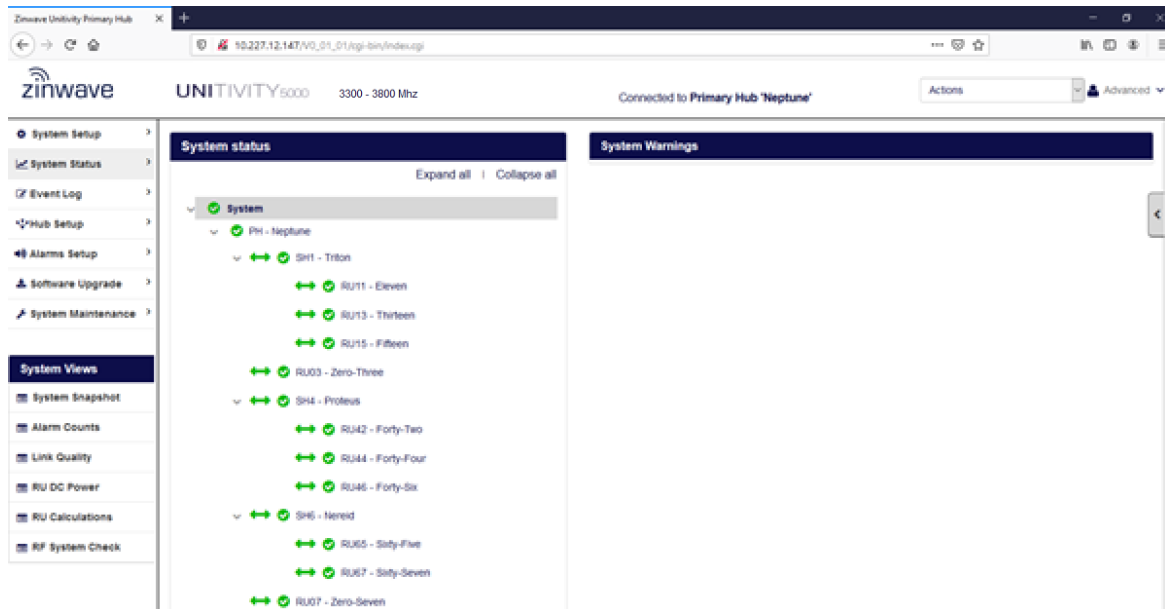 Zinwave Unitivity Primary Hub
10.227.12.147/V0_01_01/cgi-bin/index.cgi
zinwave
UNITIVITY5000
3300 - 3800 Mhz
Connected to Primary Hub 'Neptune'
Actions
Advanced
System Setup
System Status
Event Log
Hub Setup
Alarms Setup
Software Upgrade
System Maintenance
System Views
System Snapshot
Alarm Counts
Link Quality
RU DC Power
RU Calculations
RF System Check
System status
Expand all | Collapse all
System
PH - Neptune
SH1 - Triton
RU11 - Eleven
RU13 - Thirteen
RU15 - Fifteen
RU03 - Zero-Three
SH4 - Proteus
RU42 - Forty-Two
RU44 - Forty-Four
RU46 - Forty-Six
SH6 - Nereid
RU65 - Sixty-Five
RU67 - Sixty-Seven
RU07 - Zero-Seven
System Warnings